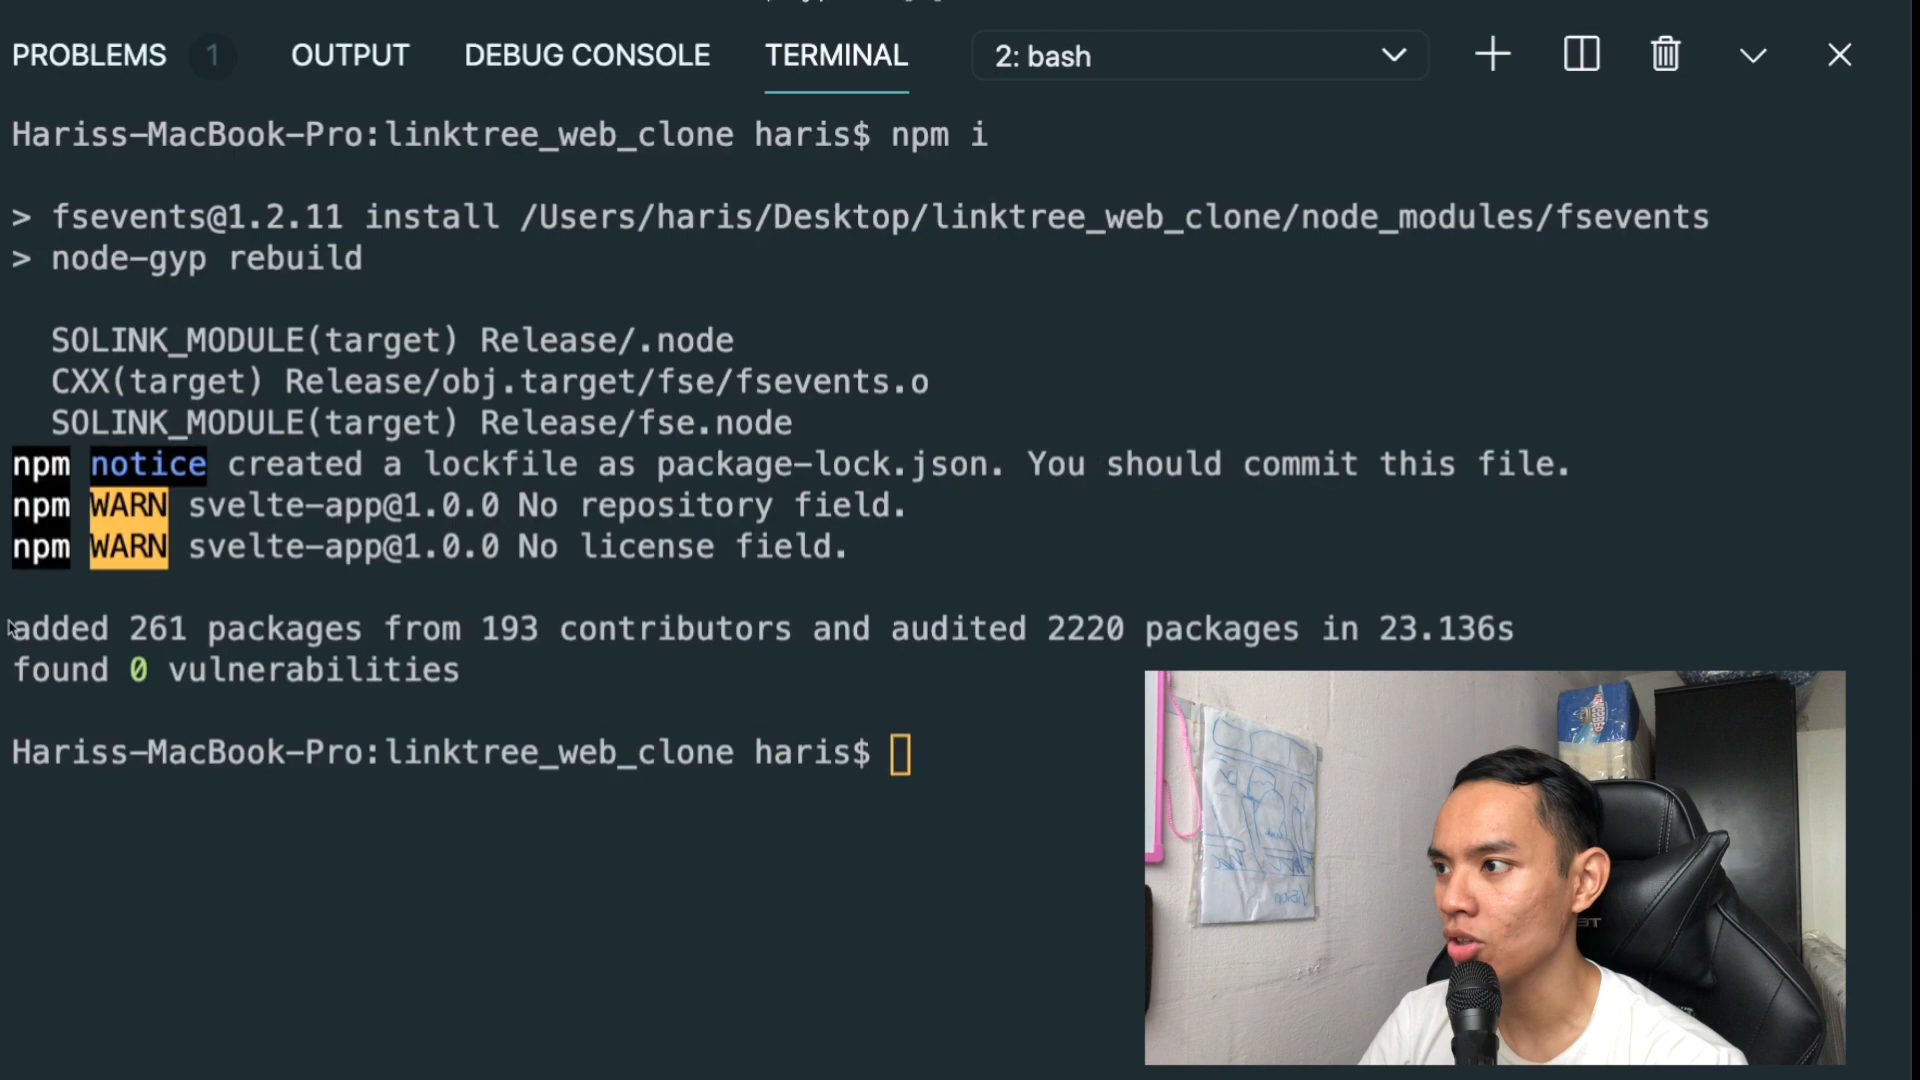 PROBLEMS 1 OUTPUT DEBUG CONSOLE TERMINAL 2: bash
Hariss-MacBook-Pro:linktree_web_clone haris$ npm i
> fsevents@1.2.11 install /Users/haris/Desktop/linktree_web_clone/node_modules/fsevents
> node-gyp rebuild
SOLINK_MODULE(target) Release/.node
CXX(target) Release/obj.target/fse/fsevents.o
SOLINK_MODULE(target) Release/fse.node
npm notice created a lockfile as package-lock.json. You should commit this file.
npm WARN svelte-app@1.0.0 No repository field.
npm WARN svelte-app@1.0.0 No license field.
added 261 packages from 193 contributors and audited 2220 packages in 23.136s
found 0 vulnerabilities
Hariss-MacBook-Pro:linktree_web_clone haris$